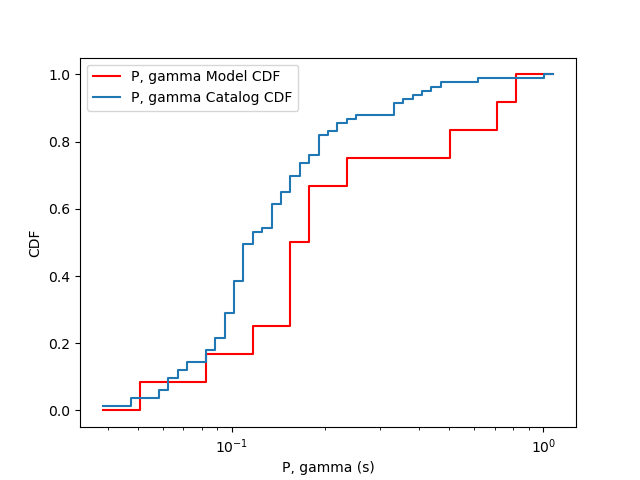 P, gamma Model CDF
P, gamma Catalog CDF
1.0
0.8
0.6
0.4
0.2
0.0
CDF
10⁻¹ 10⁰
P, gamma (s)